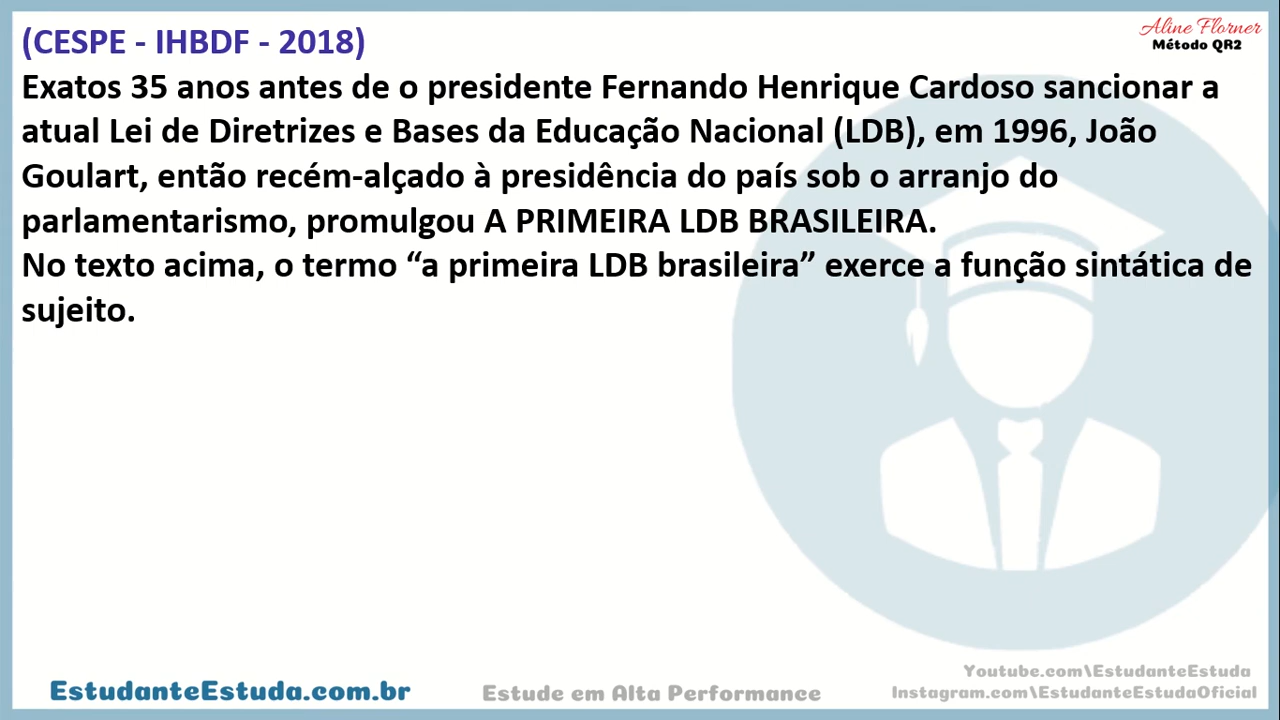 Aline Florner
Método QR2
(CESPE - IHBDF - 2018)
Exatos 35 anos antes de o presidente Fernando Henrique Cardoso sancionar a
atual Lei de Diretrizes e Bases da Educação Nacional (LDB), em 1996, João
Goulart, então recém-alçado à presidência do país sob o arranjo do
parlamentarismo, promulgou A PRIMEIRA LDB BRASILEIRA.
No texto acima, o termo “a primeira LDB brasileira” exerce a função sintática de
sujeito.
EstudanteEstuda.com.br
Estude em Alta Performance
Youtube.com\EstudanteEstuda
Instagram.com\EstudanteEstudaOficial